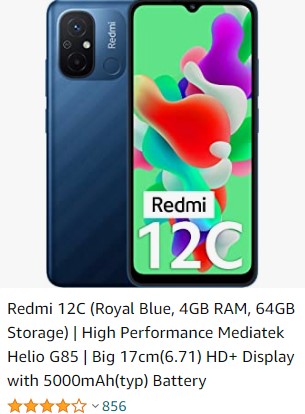 Redmi
Redmi
12C
Redmi 12C (Royal Blue, 4GB RAM, 64GB
Storage) | High Performance Mediatek
Helio G85 | Big 17cm(6.71) HD+ Display
with 5000mAh(typ) Battery
856